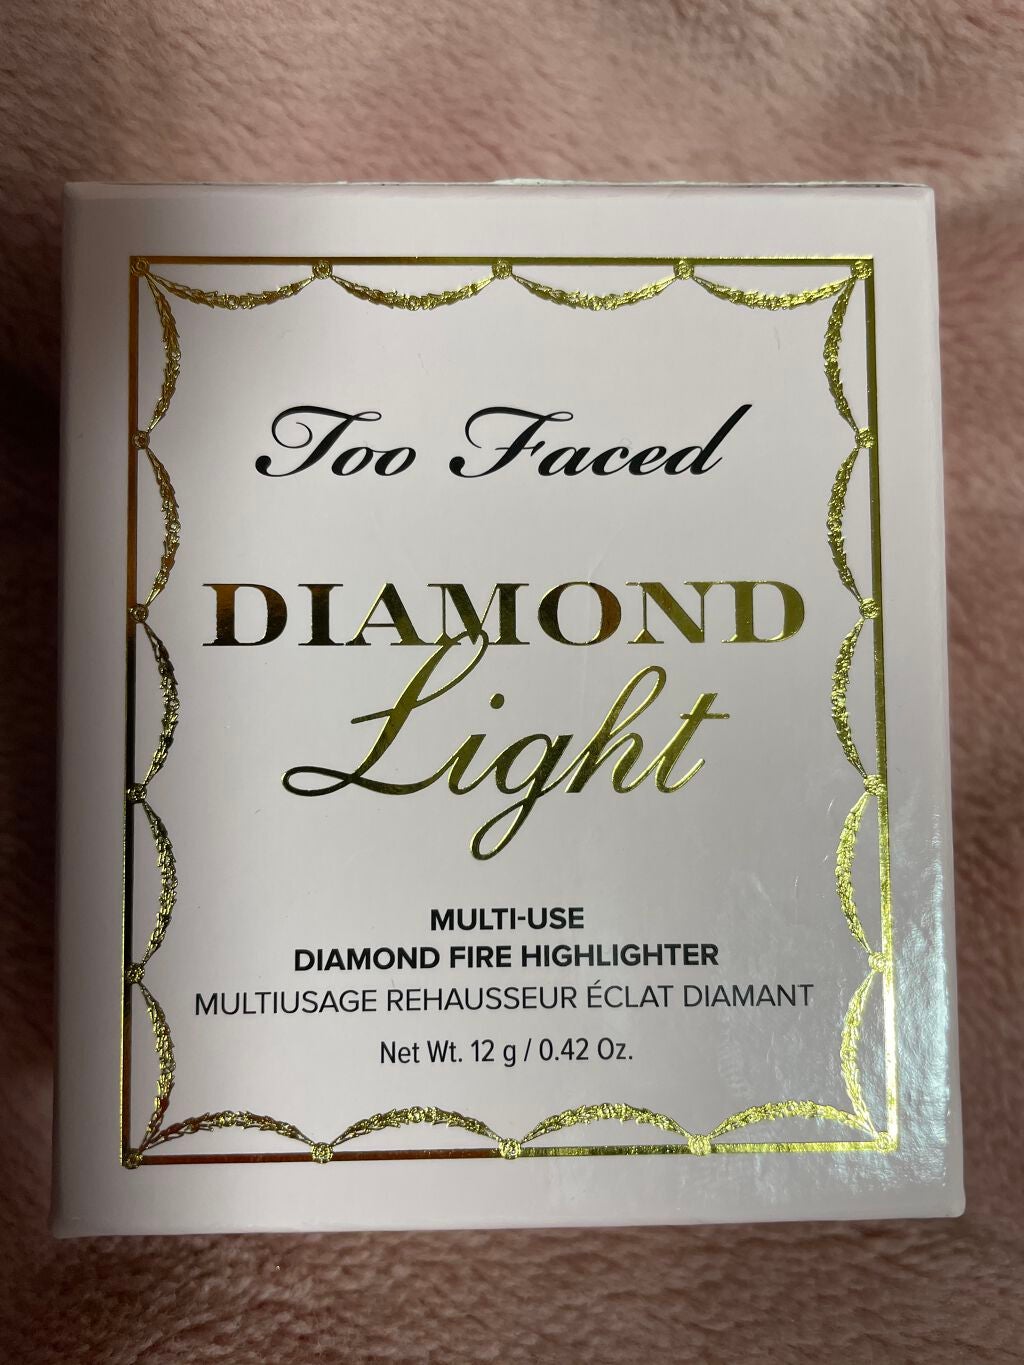 Too Faced
DIAMOND
Light
MULTI-USE
DIAMOND FIRE HIGHLIGHTER
MULTIUSAGE REHAUSSEUR ÉCLAT DIAMANT
Net Wt. 12 g / 0.42 Oz.